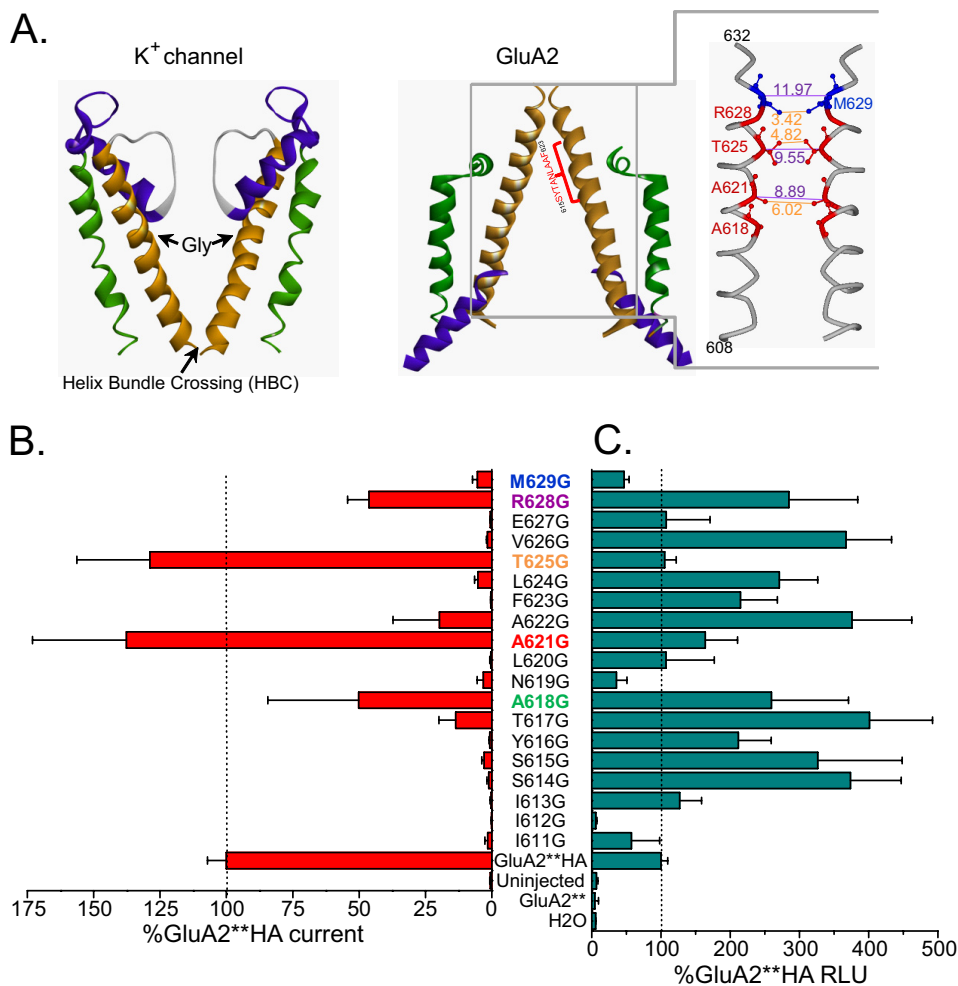 A.
K+ channel
GluA2
Gly
Helix Bundle Crossing (HBC)
615SYTANLAAF623
632
11.97
M629
R628
3.42
4.82
T625
9.55
A621
8.89
6.02
A618
608
B.
C.
M629G
R628G
E627G
V626G
T625G
L624G
F623G
A622G
A621G
L620G
N619G
A618G
T617G
Y616G
S615G
S614G
I613G
I612G
I611G
GluA2**HA
Uninjected
GluA2**
H2O
175 150 125 100 75 50 25 0
%GluA2**HA current
0 100 200 300 400 500
%GluA2**HA RLU